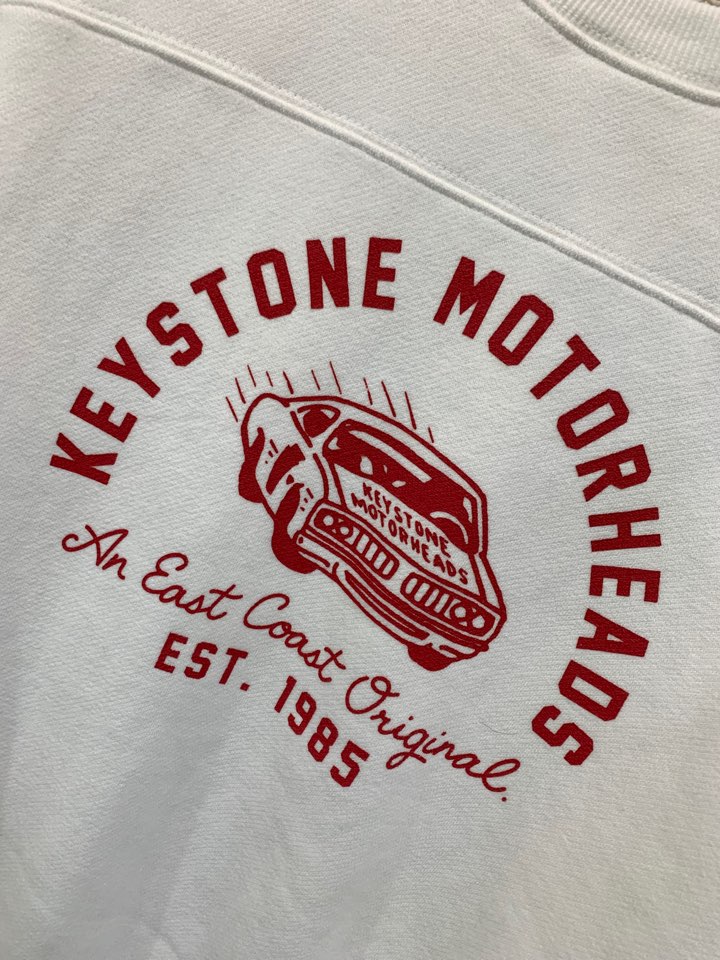 KEYSTONE MOTORHEADS
KEYSTONE
MOTORHEADS
An East Coast Original.
EST. 1985